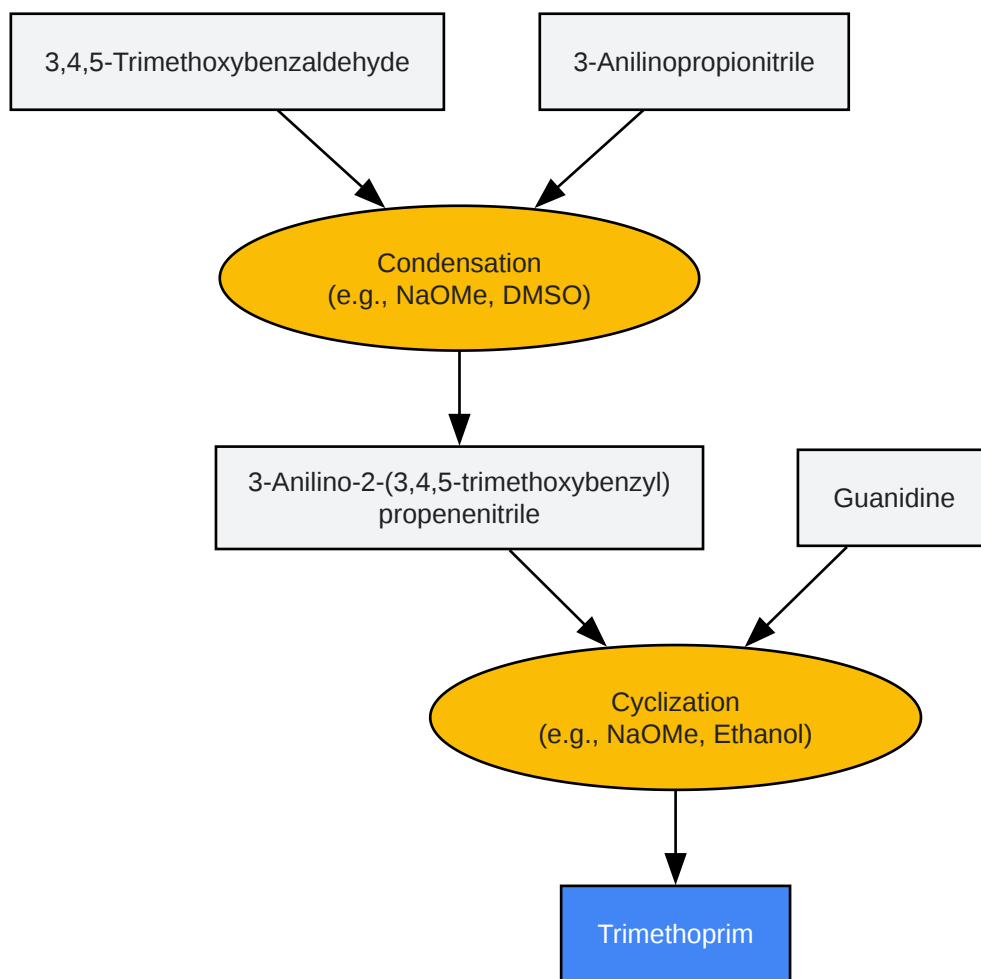 3,4,5-Trimethoxybenzaldehyde
3-Anilinopropionitrile
Condensation
(e.g., NaOMe, DMSO)
3-Anilino-2-(3,4,5-trimethoxybenzyl)
propenenitrile
Guanidine
Cyclization
(e.g., NaOMe, Ethanol)
Trimethoprim